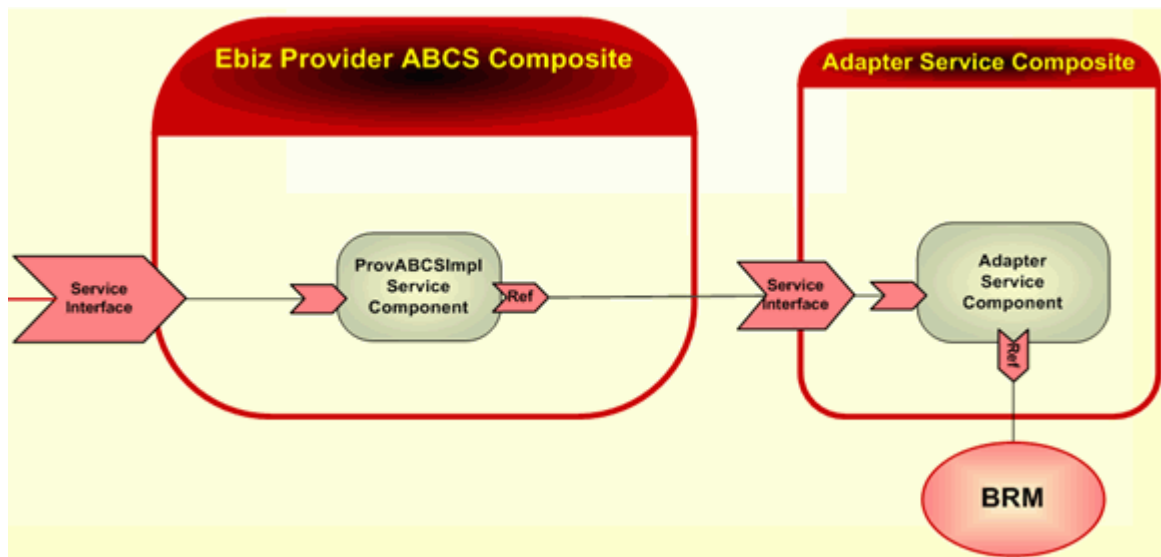 Ebiz Provider ABCS Composite
Adapter Service Composite
Service
Interface
ProvABCSImpl
Service
Component
Ref
Service
Interface
Adapter
Service
Component
Ref
BRM